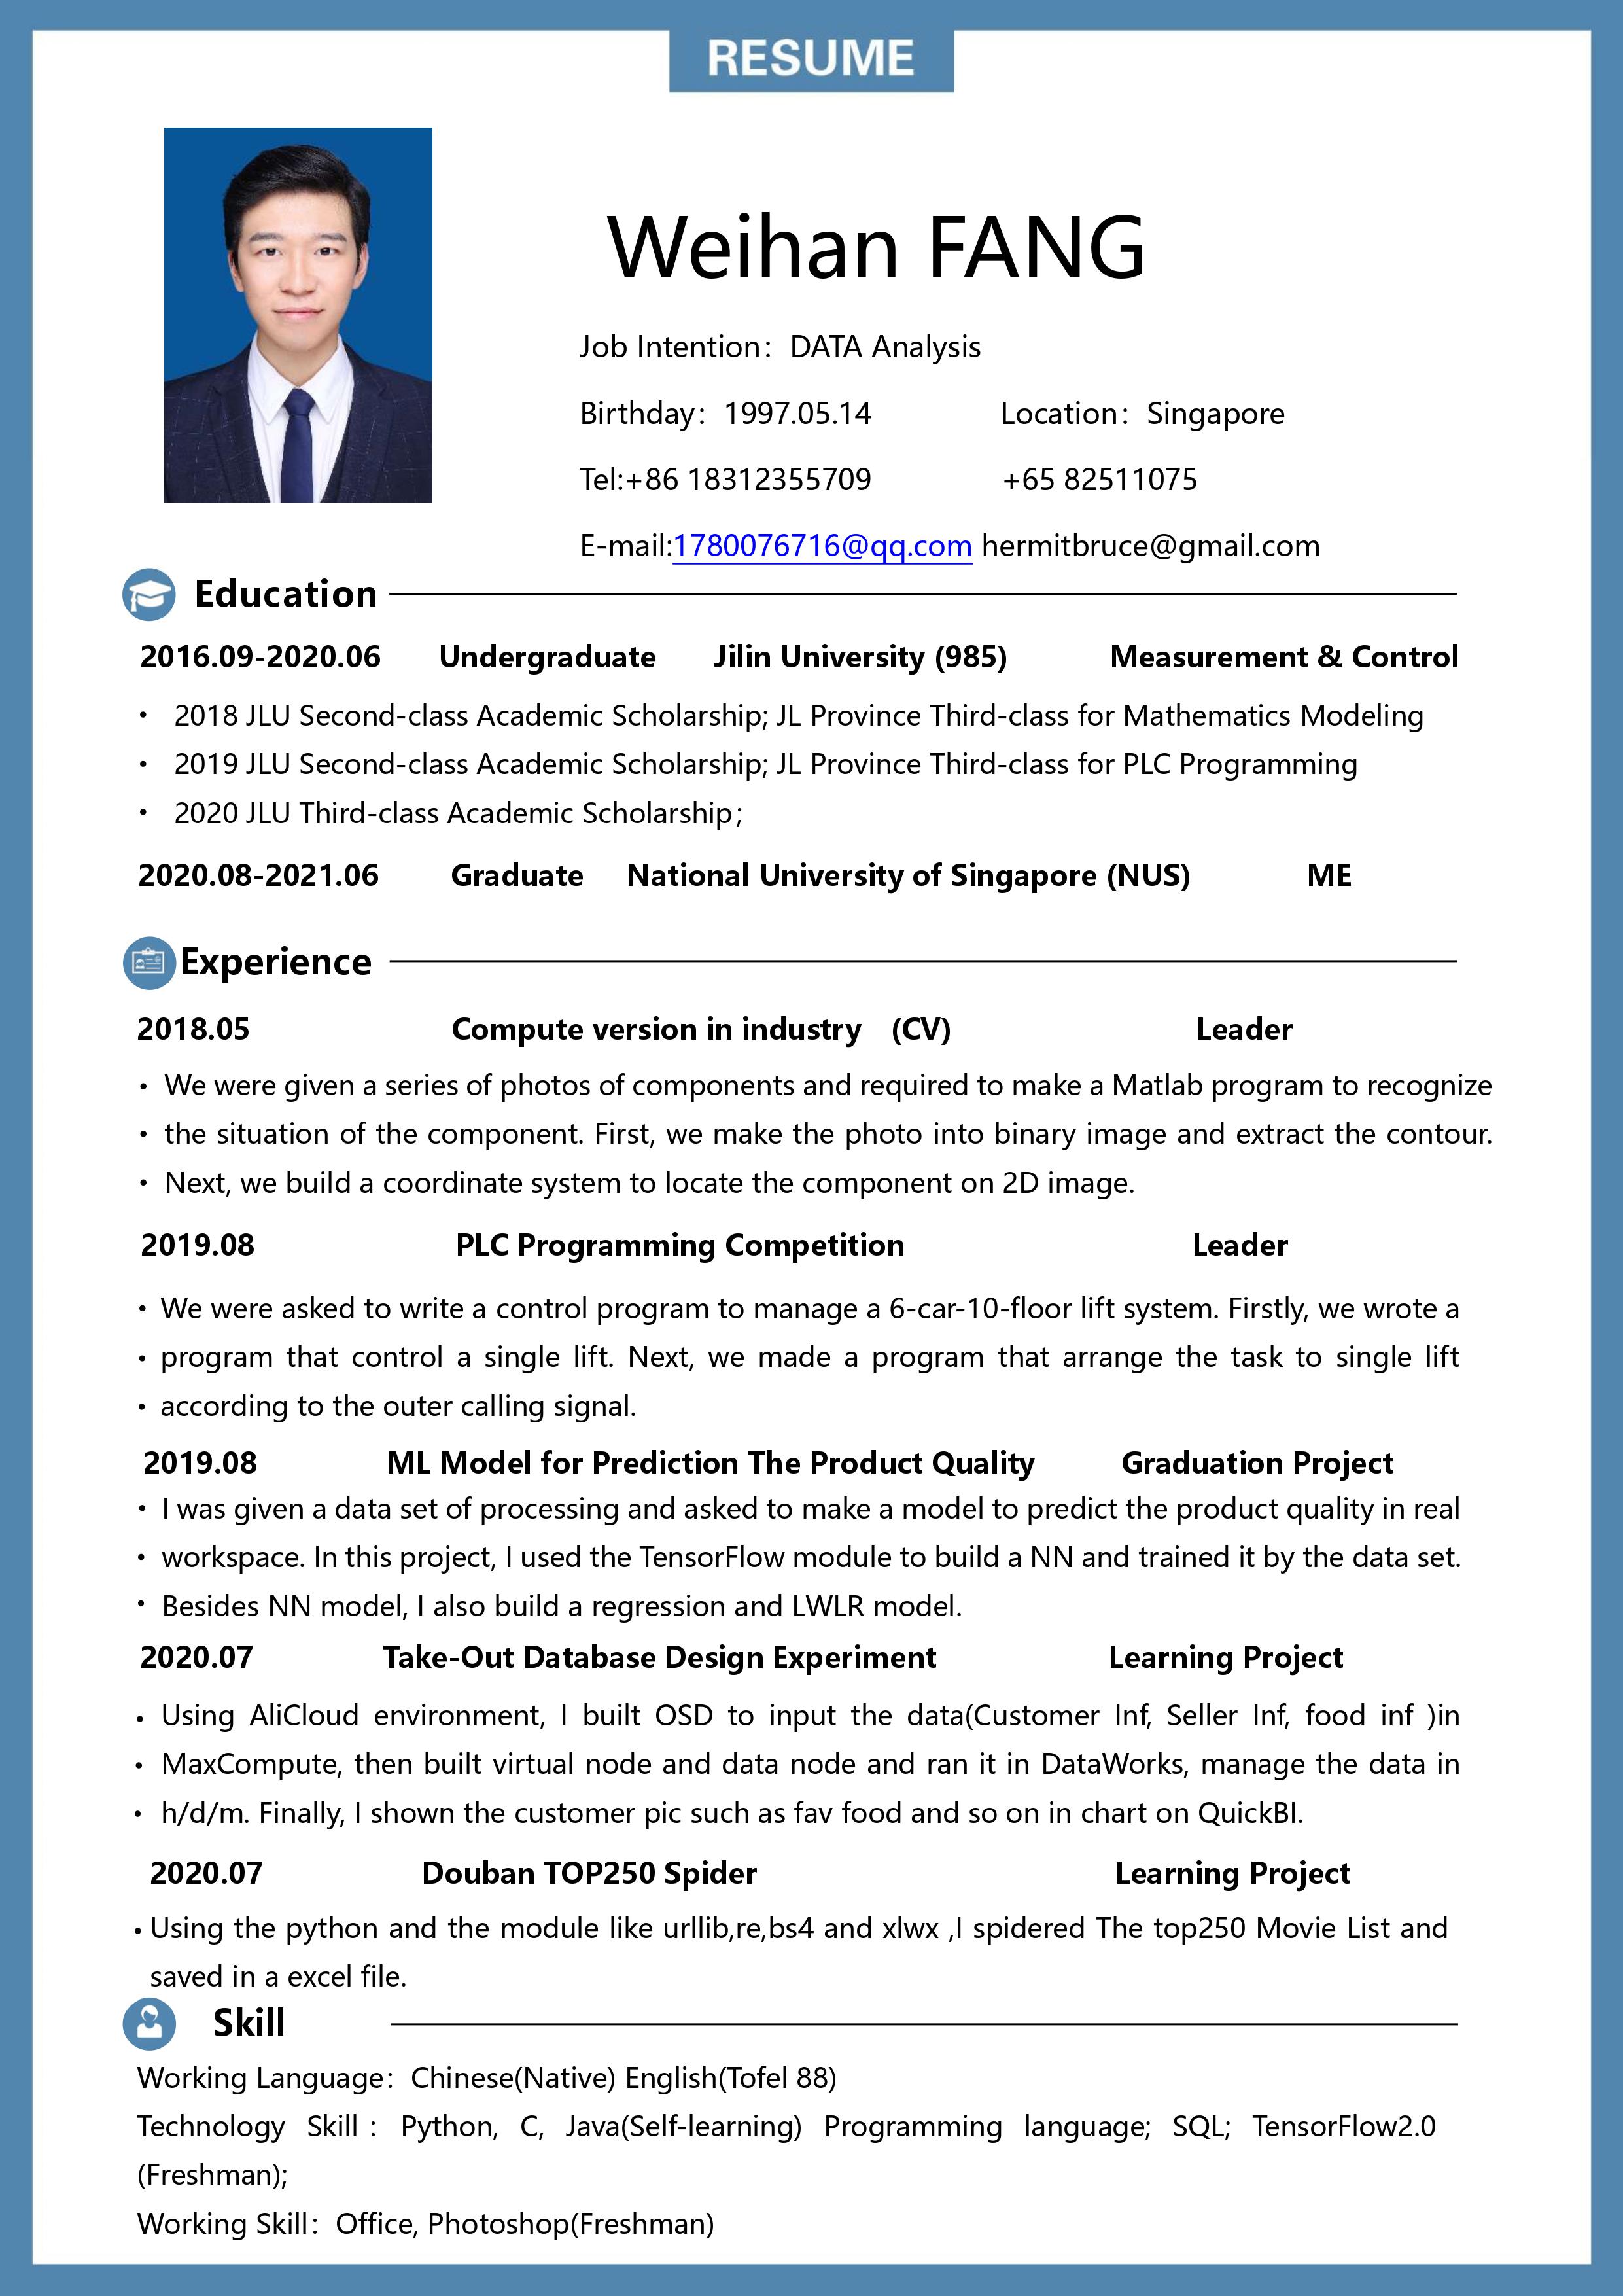 RESUME
Weihan FANG
Job Intention：DATA Analysis
Birthday：1997.05.14 Location：Singapore
Tel:+86 18312355709 +65 82511075
E-mail:1780076716@qq.com hermitbruce@gmail.com
Education
2016.09-2020.06 Undergraduate Jilin University (985) Measurement & Control
• 2018 JLU Second-class Academic Scholarship; JL Province Third-class for Mathematics Modeling
• 2019 JLU Second-class Academic Scholarship; JL Province Third-class for PLC Programming
• 2020 JLU Third-class Academic Scholarship；
2020.08-2021.06 Graduate National University of Singapore (NUS) ME
Experience
2018.05 Compute version in industry (CV) Leader
• We were given a series of photos of components and required to make a Matlab program to recognize
• the situation of the component. First, we make the photo into binary image and extract the contour.
• Next, we build a coordinate system to locate the component on 2D image.
2019.08 PLC Programming Competition Leader
• We were asked to write a control program to manage a 6-car-10-floor lift system. Firstly, we wrote a
• program that control a single lift. Next, we made a program that arrange the task to single lift
• according to the outer calling signal.
2019.08 ML Model for Prediction The Product Quality Graduation Project
• I was given a data set of processing and asked to make a model to predict the product quality in real
• workspace. In this project, I used the TensorFlow module to build a NN and trained it by the data set.
• Besides NN model, I also build a regression and LWLR model.
2020.07 Take-Out Database Design Experiment Learning Project
• Using AliCloud environment, I built OSD to input the data(Customer Inf, Seller Inf, food inf )in
• MaxCompute, then built virtual node and data node and ran it in DataWorks, manage the data in
• h/d/m. Finally, I shown the customer pic such as fav food and so on in chart on QuickBI.
2020.07 Douban TOP250 Spider Learning Project
• Using the python and the module like urllib,re,bs4 and xlwx ,I spidered The top250 Movie List and
saved in a excel file.
Skill
Working Language：Chinese(Native) English(Tofel 88)
Technology Skill：Python, C, Java(Self-learning) Programming language; SQL; TensorFlow2.0
(Freshman);
Working Skill：Office, Photoshop(Freshman)